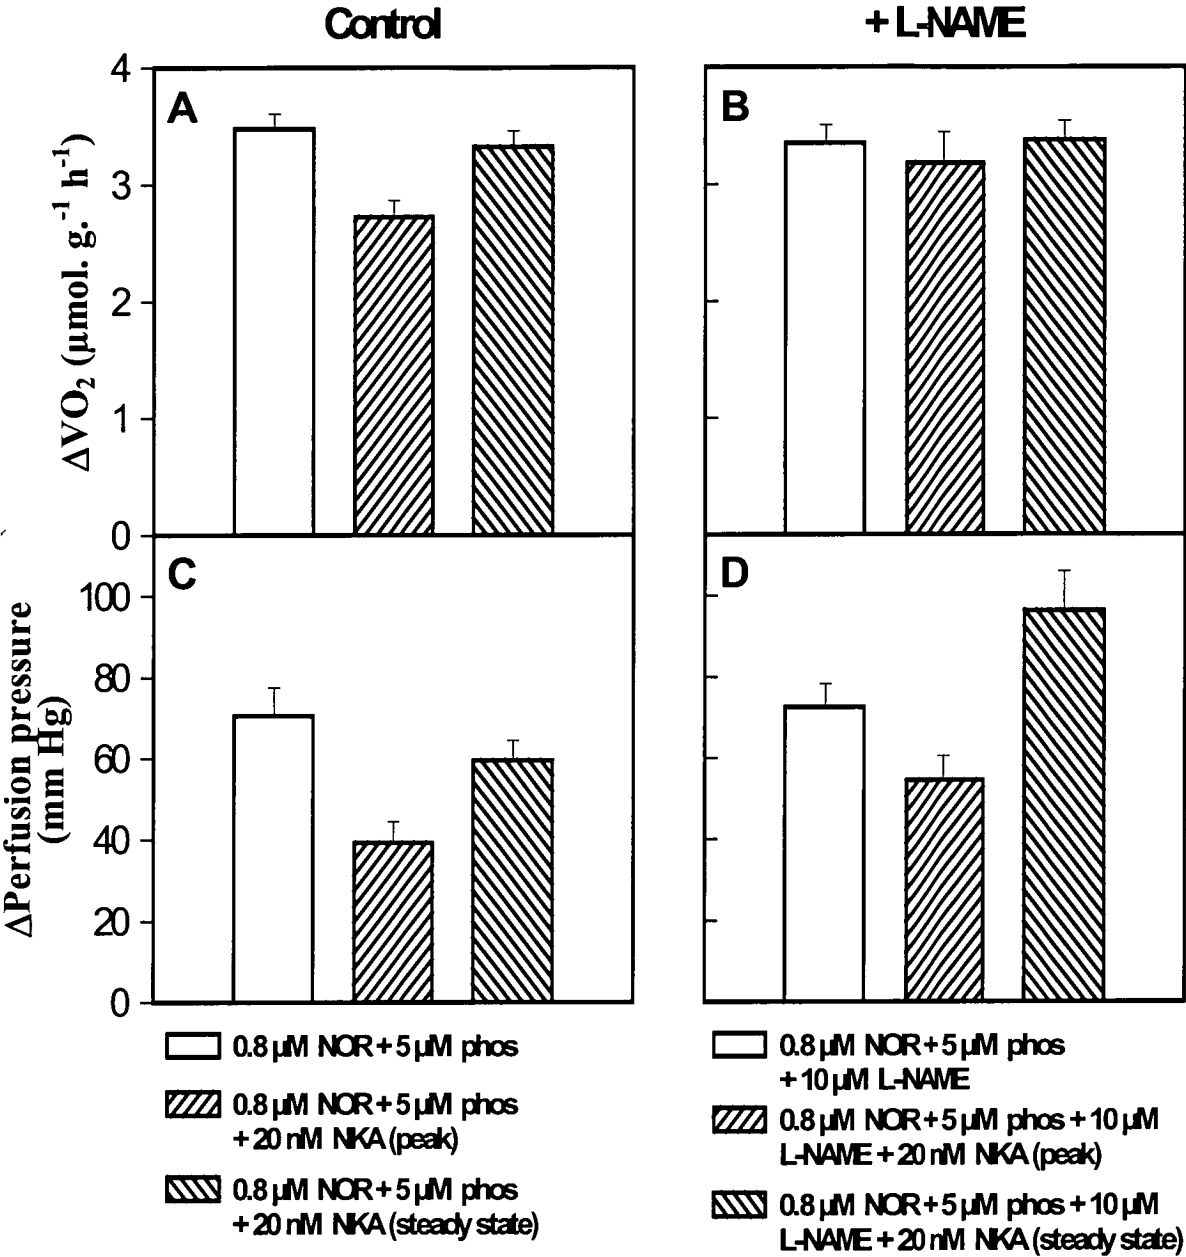 Control
+ L-NAME
A
B
4
3
2
1
0
ΔVO₂ (µmol. g.⁻¹ h⁻¹)
C
D
100
80
60
40
20
0
ΔPerfusion pressure
(mm Hg)
0.8 µM NOR + 5 µM phos
0.8 µM NOR + 5 µM phos
+ 20 nM NKA (peak)
0.8 µM NOR + 5 µM phos
+ 20 nM NKA (steady state)
0.8 µM NOR + 5 µM phos
+ 10 µM L-NAME
0.8 µM NOR + 5 µM phos + 10 µM
L-NAME + 20 nM NKA (peak)
0.8 µM NOR + 5 µM phos + 10 µM
L-NAME + 20 nM NKA (steady state)